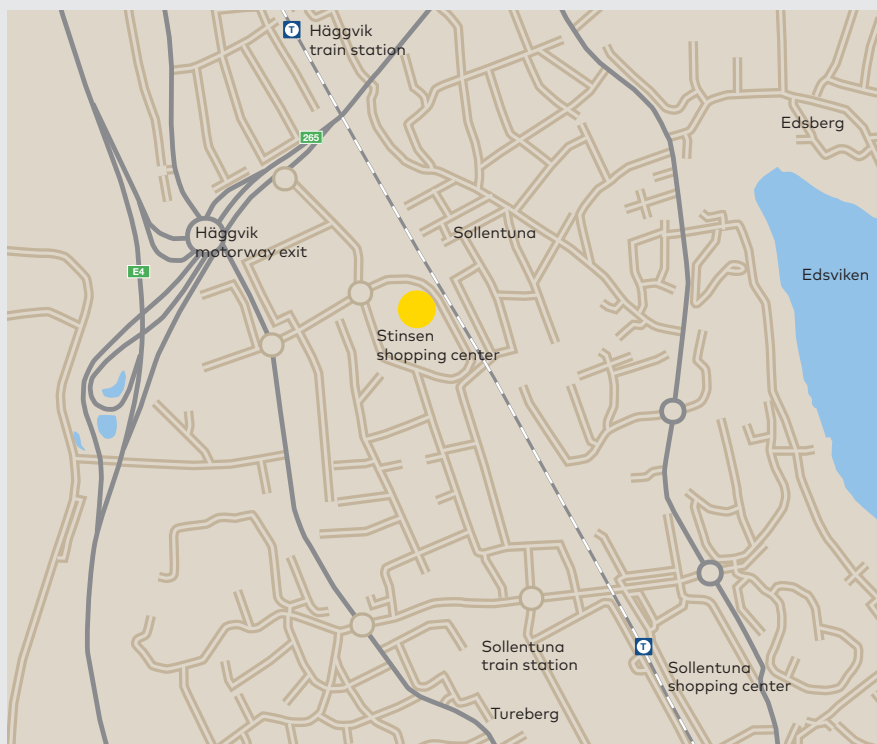 T
Häggvik
train station
265
Edsberg
Häggvik
motorway exit
Sollentuna
E4
Edsviken
Stinsen
shopping center
T
Sollentuna
train station
Sollentuna
shopping center
Tureberg